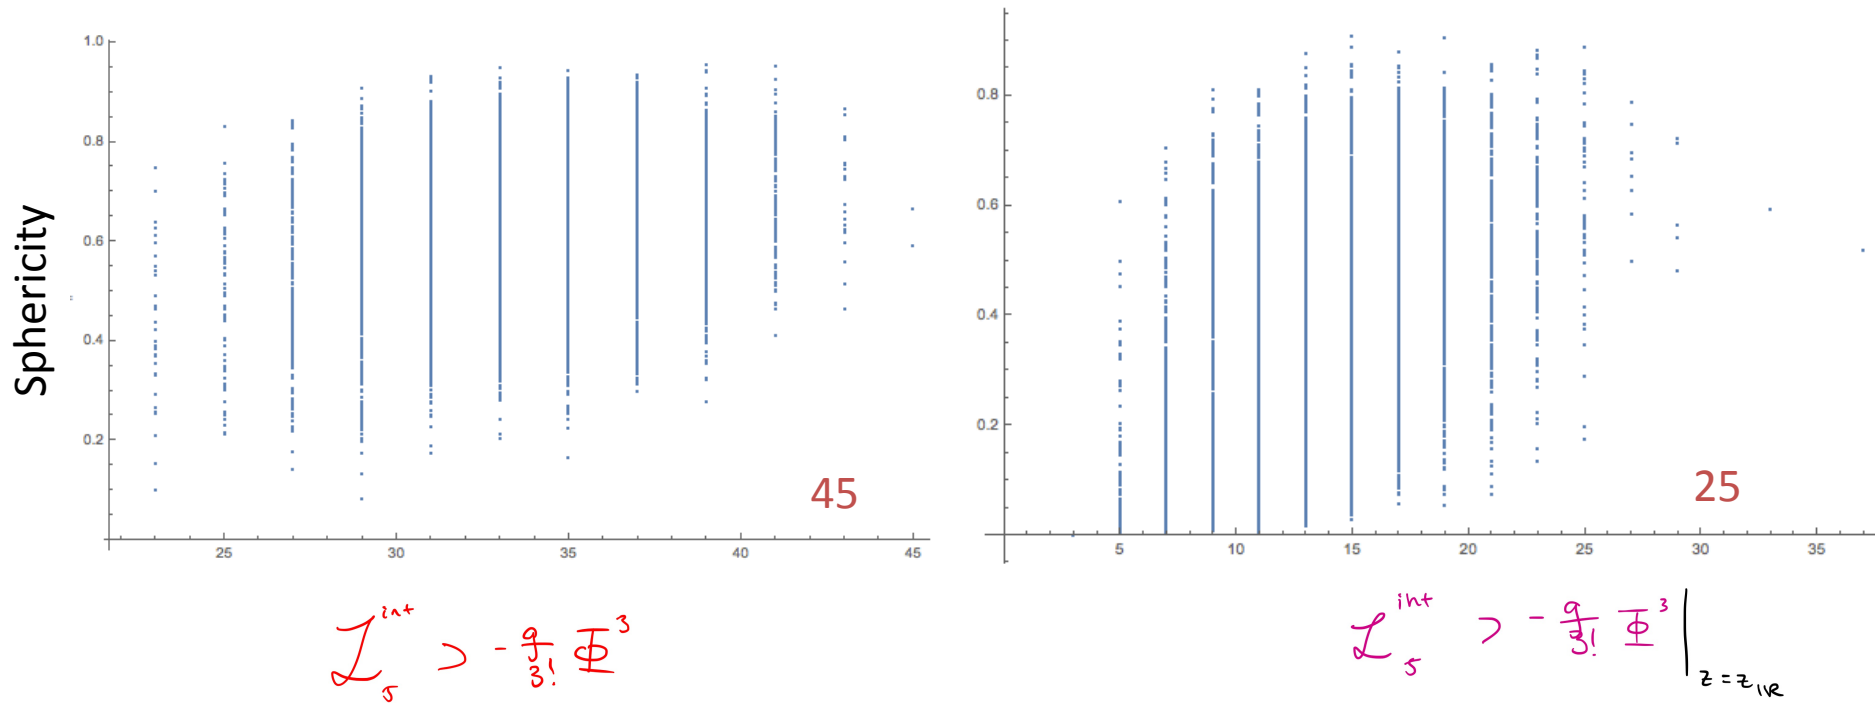 Sphericity
1.0
0.8
0.6
0.4
0.2
25 30 35 40 45
45
0.8
0.6
0.4
0.2
5 10 15 20 25 30 35
25
ℒ₅^int ⊃ - g/3! Φ³
ℒ₅^int ⊃ - g/3! Φ³ |_z = z_IR